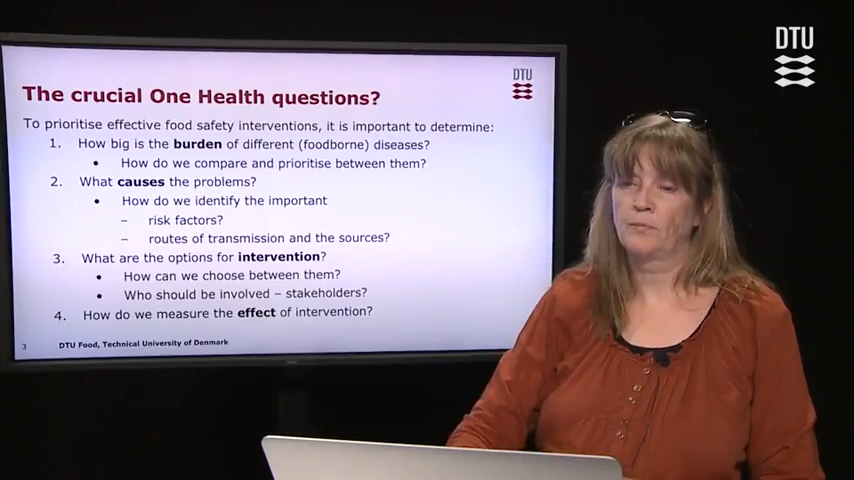 DTU
DTU
The crucial One Health questions?
To prioritise effective food safety interventions, it is important to determine:
1. How big is the burden of different (foodborne) diseases?
• How do we compare and prioritise between them?
2. What causes the problems?
• How do we identify the important
– risk factors?
– routes of transmission and the sources?
3. What are the options for intervention?
• How can we choose between them?
• Who should be involved – stakeholders?
4. How do we measure the effect of intervention?
3 DTU Food, Technical University of Denmark